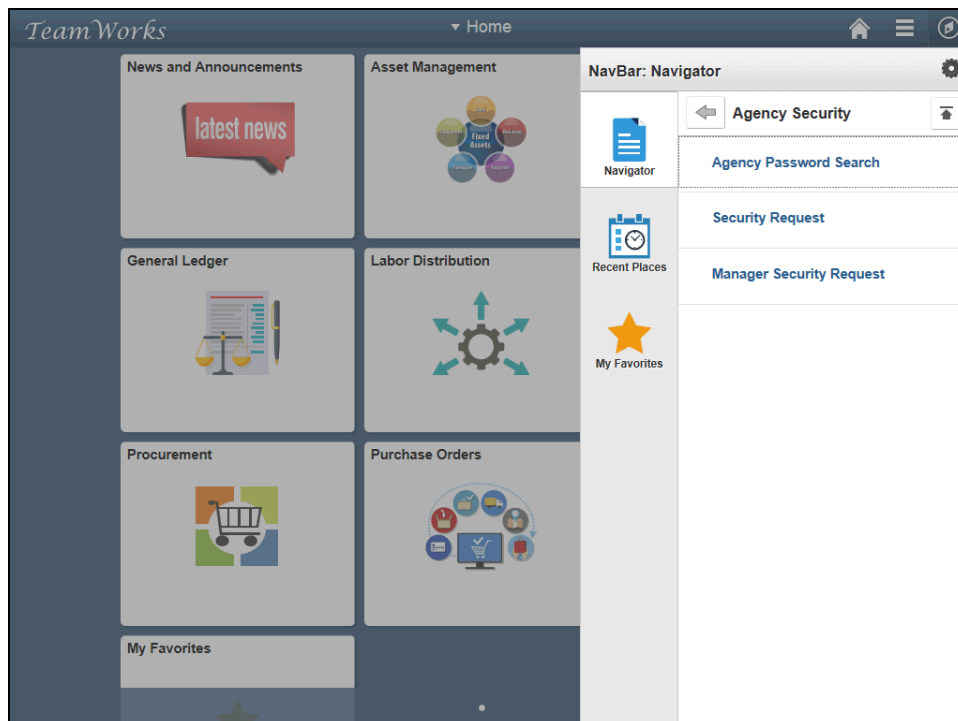 TeamWorks
Home
News and Announcements
latest news
Asset Management
Fixed
Assets
General Ledger
Labor Distribution
Procurement
Purchase Orders
My Favorites
NavBar: Navigator
Navigator
Recent Places
My Favorites
Agency Security
Agency Password Search
Security Request
Manager Security Request